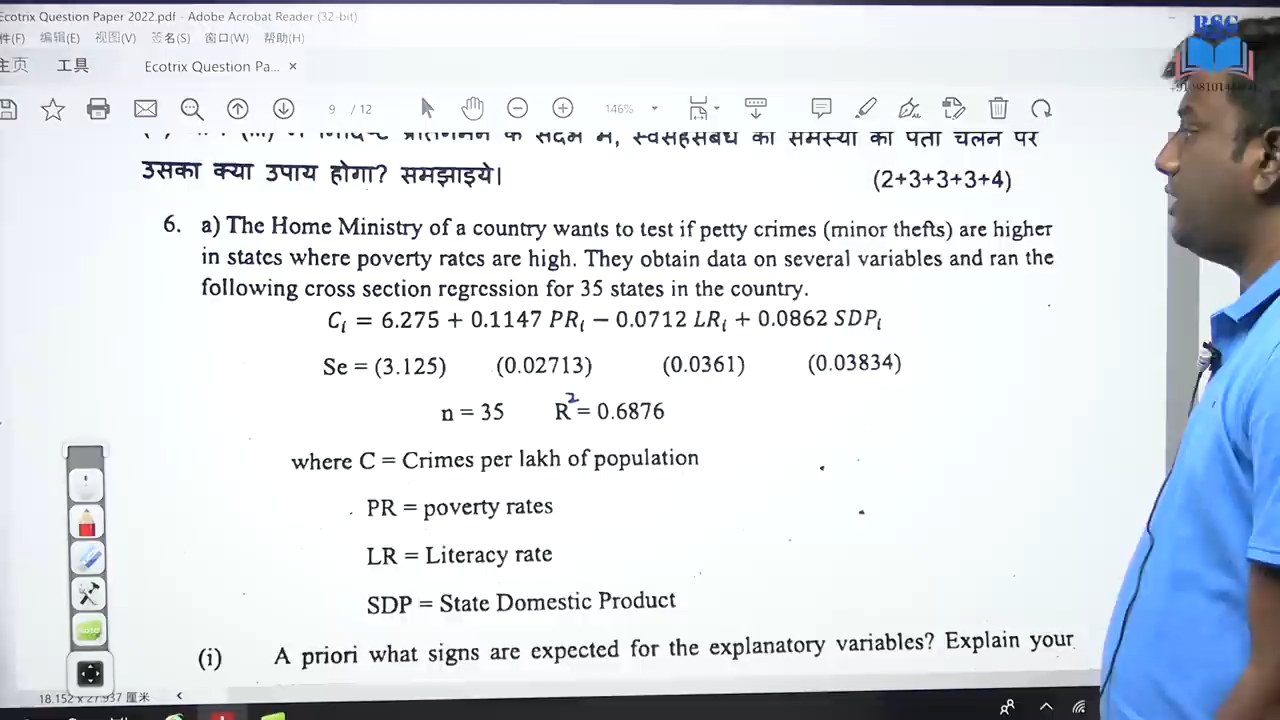 Ecotrix Question Paper 2022.pdf - Adobe Acrobat Reader (32-bit)
件(F) 编辑(E) 视图(V) 签名(S) 窗口(W) 帮助(H)
主页 工具 Ecotrix Question Pa... ×
9 / 12 146%
BSG
उसका क्या उपाय होगा? समझाइये।
(2+3+3+3+4)
6. a) The Home Ministry of a country wants to test if petty crimes (minor thefts) are higher
in states where poverty rates are high. They obtain data on several variables and ran the
following cross section regression for 35 states in the country.
Cᵢ = 6.275 + 0.1147 PRᵢ − 0.0712 LRᵢ + 0.0862 SDPᵢ
Se = (3.125) (0.02713) (0.0361) (0.03834)
n = 35 R² = 0.6876
where C = Crimes per lakh of population
PR = poverty rates
LR = Literacy rate
SDP = State Domestic Product
(i) A priori what signs are expected for the explanatory variables? Explain your
18.152 x 27.937 厘米